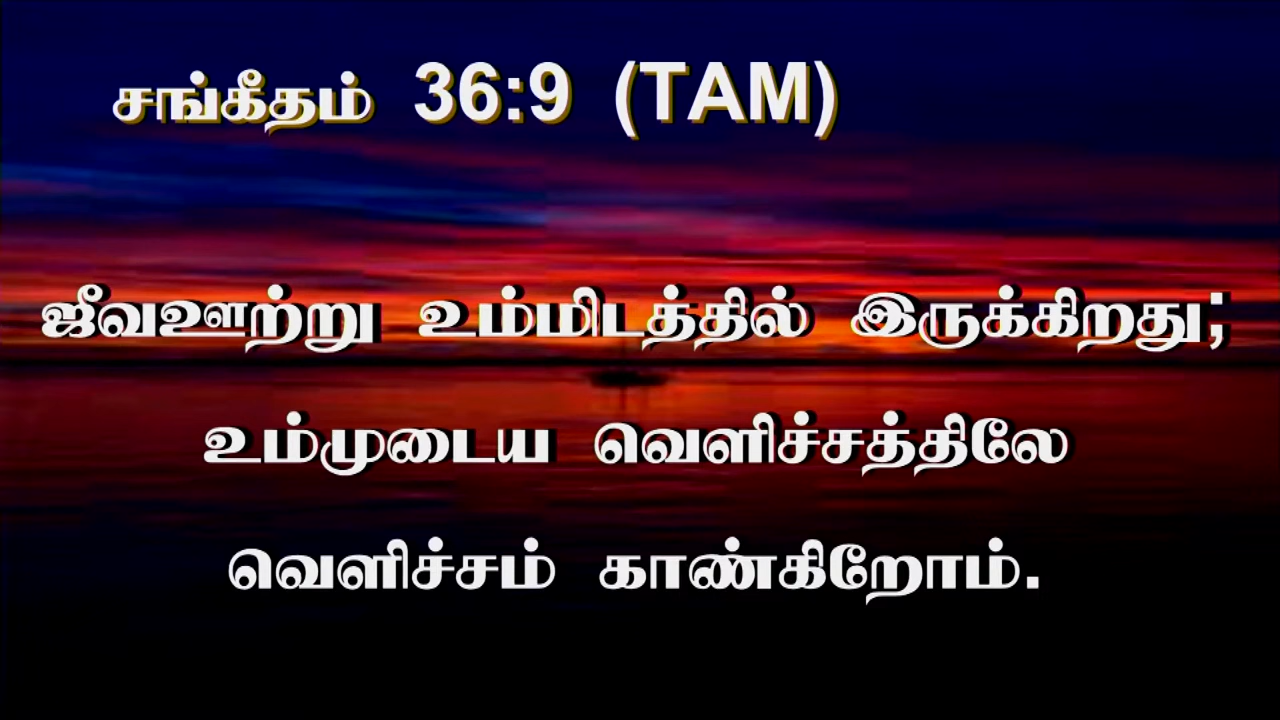 சங்கீதம் 36:9 (TAM)
ஜீவஊற்று உம்மிடத்தில் இருக்கிறது;
உம்முடைய வெளிச்சத்திலே
வெளிச்சம் காண்கிறோம்.